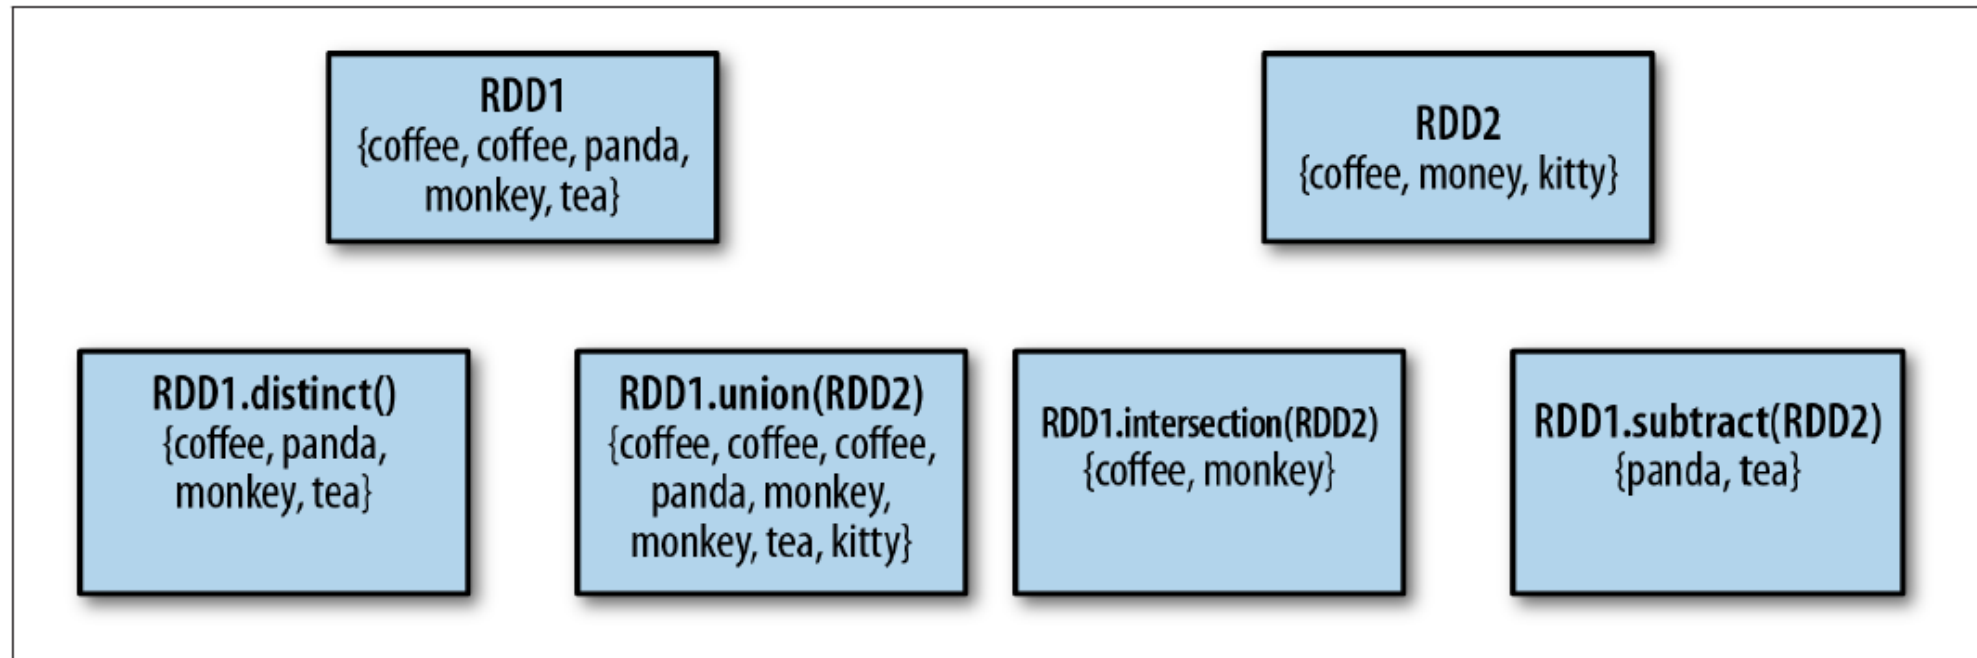 RDD1
{coffee, coffee, panda,
monkey, tea}
RDD2
{coffee, money, kitty}
RDD1.distinct()
{coffee, panda,
monkey, tea}
RDD1.union(RDD2)
{coffee, coffee, coffee,
panda, monkey,
monkey, tea, kitty}
RDD1.intersection(RDD2)
{coffee, monkey}
RDD1.subtract(RDD2)
{panda, tea}